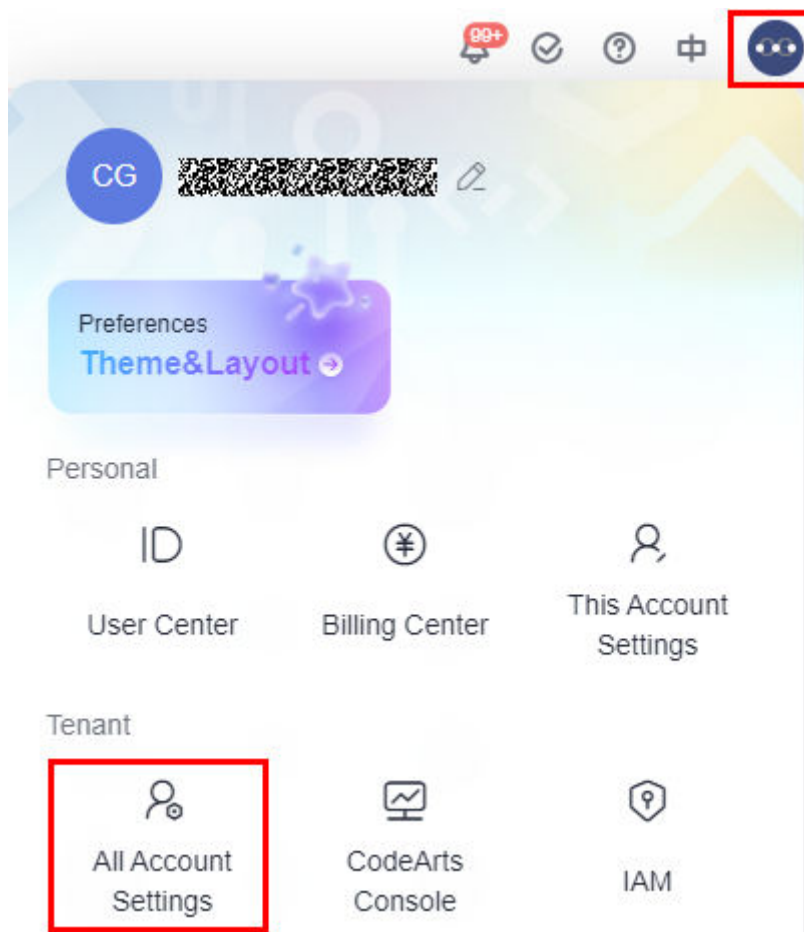 99+
中
CG
Preferences
Theme&Layout
Personal
User Center
Billing Center
This Account
Settings
Tenant
All Account
Settings
CodeArts
Console
IAM